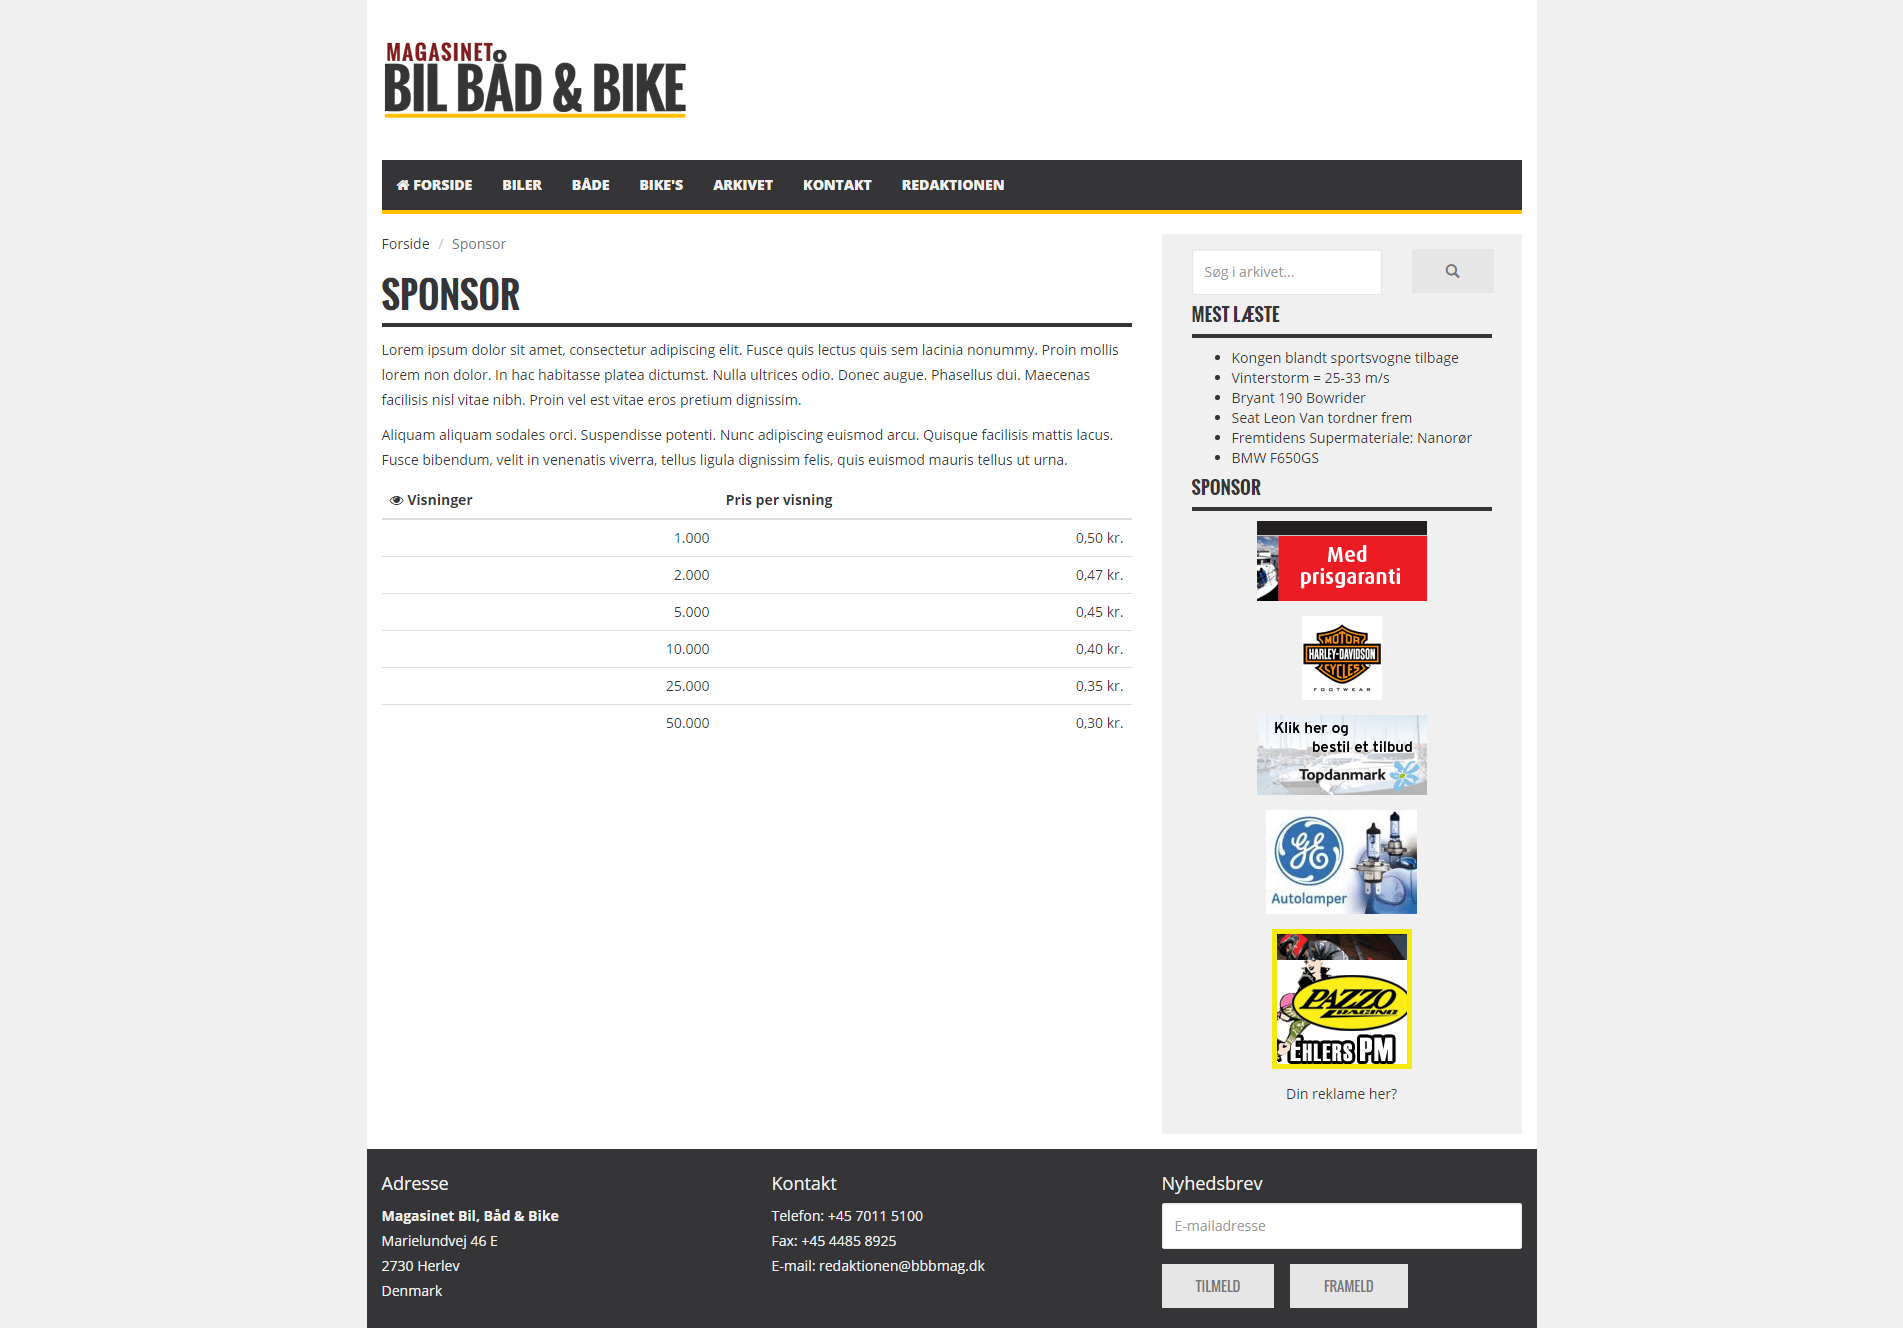 MAGASINET
BIL BÅD & BIKE
FORSIDE BILER BÅDE BIKE'S ARKIVET KONTAKT REDAKTIONEN
Forside / Sponsor
SPONSOR
Lorem ipsum dolor sit amet, consectetur adipiscing elit. Fusce quis lectus quis sem lacinia nonummy. Proin mollis
lorem non dolor. In hac habitasse platea dictumst. Nulla ultrices odio. Donec augue. Phasellus dui. Maecenas
facilisis nisl vitae nibh. Proin vel est vitae eros pretium dignissim.
Aliquam aliquam sodales orci. Suspendisse potenti. Nunc adipiscing euismod arcu. Quisque facilisis mattis lacus.
Fusce bibendum, velit in venenatis viverra, tellus ligula dignissim felis, quis euismod mauris tellus ut urna.
Visninger Pris per visning
1.000 0,50 kr.
2.000 0,47 kr.
5.000 0,45 kr.
10.000 0,40 kr.
25.000 0,35 kr.
50.000 0,30 kr.
Søg i arkivet...
MEST LÆSTE
Kongen blandt sportsvogne tilbage
Vinterstorm = 25-33 m/s
Bryant 190 Bowrider
Seat Leon Van tordner frem
Fremtidens Supermateriale: Nanorør
BMW F650GS
SPONSOR
Med
prisgaranti
MOTOR
HARLEY-DAVIDSON
CYCLES
FOOTWEAR
Klik her og
bestil et tilbud
Topdanmark
GE
Autolamper
PAZZO
RACING
EHLERS PM
Din reklame her?
Adresse
Magasinet Bil, Båd & Bike
Marielundvej 46 E
2730 Herlev
Denmark
Kontakt
Telefon: +45 7011 5100
Fax: +45 4485 8925
E-mail: redaktionen@bbbmag.dk
Nyhedsbrev
E-mailadresse
TILMELD FRAMELD